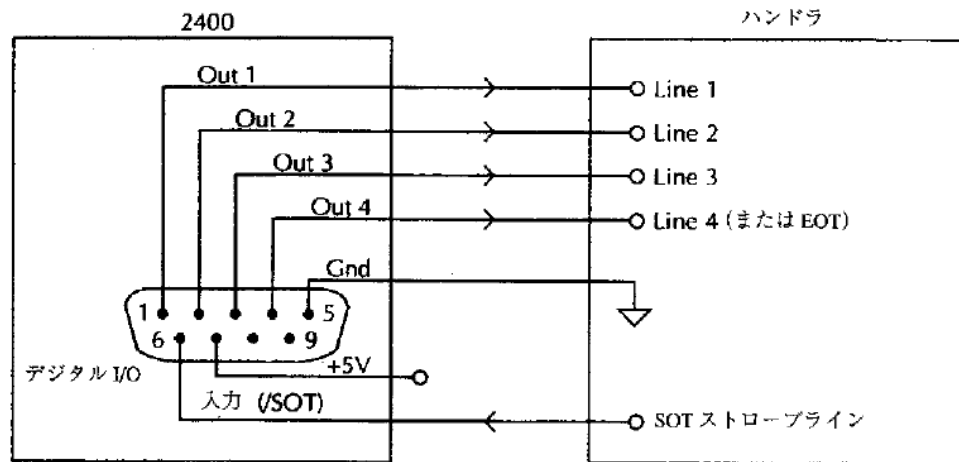 2400
ハンドラ
Out 1
Line 1
Out 2
Line 2
Out 3
Line 3
Out 4
Line 4 (または EOT)
Gnd
1
5
6
9
デジタル I/O
+5V
入力 (/SOT)
SOT ストローブライン